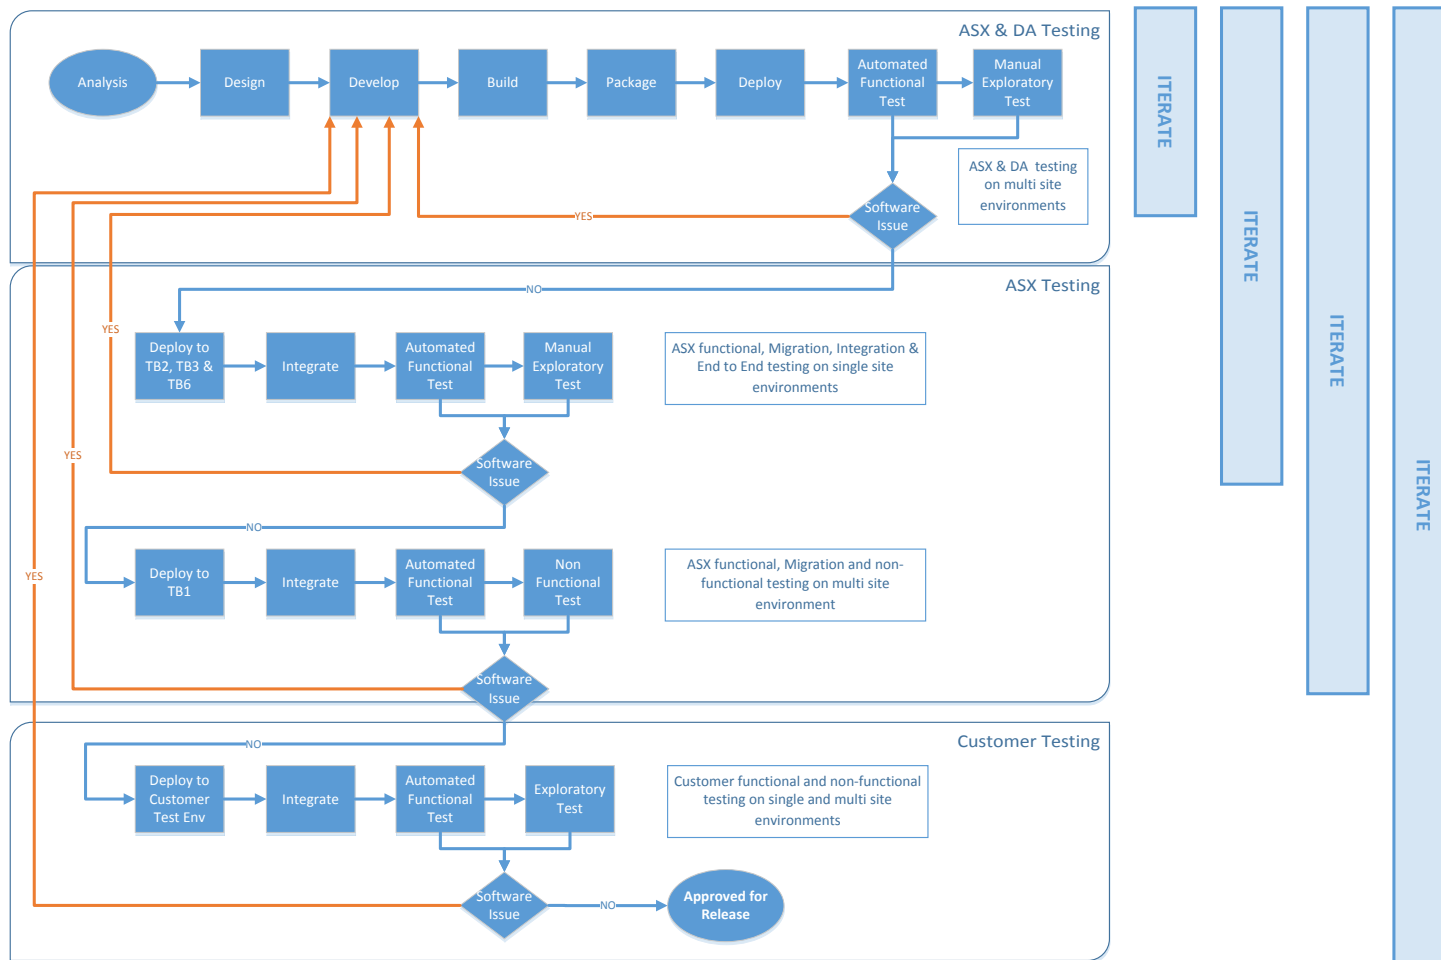 ASX & DA Testing
Analysis
Design
Develop
Build
Package
Deploy
Automated
Functional
Test
Manual
Exploratory
Test
ASX & DA testing
on multi site
environments
Software
Issue
YES
ITERATE
ITERATE
ITERATE
ITERATE
ASX Testing
NO
YES
Deploy to
TB2, TB3 &
TB6
Integrate
Automated
Functional
Test
Manual
Exploratory
Test
ASX functional, Migration, Integration &
End to End testing on single site
environments
YES
Software
Issue
NO
YES
Deploy to
TB1
Integrate
Automated
Functional
Test
Non
Functional
Test
ASX functional, Migration and non-
functional testing on multi site
environment
Software
Issue
Customer Testing
NO
Deploy to
Customer
Test Env
Integrate
Automated
Functional
Test
Exploratory
Test
Customer functional and non-functional
testing on single and multi site
environments
Software
Issue
NO
Approved for
Release